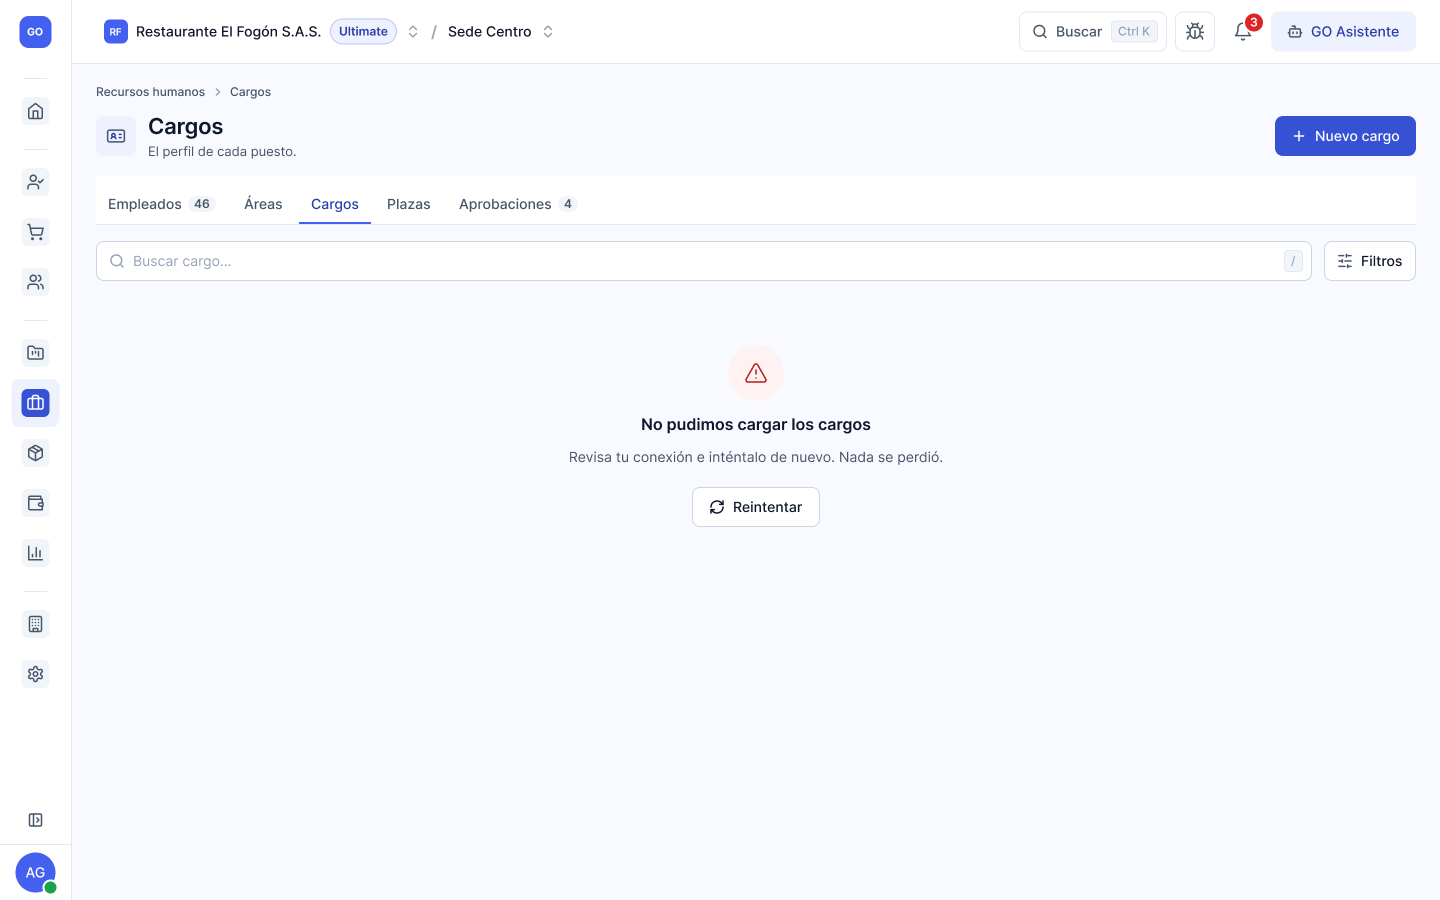 GO
RF Restaurante El Fogón S.A.S. Ultimate / Sede Centro
Buscar Ctrl K
3
GO Asistente
Recursos humanos > Cargos
Cargos
El perfil de cada puesto.
+ Nuevo cargo
Empleados 46 Áreas Cargos Plazas Aprobaciones 4
Buscar cargo... /
Filtros
No pudimos cargar los cargos
Revisa tu conexión e inténtalo de nuevo. Nada se perdió.
Reintentar
AG